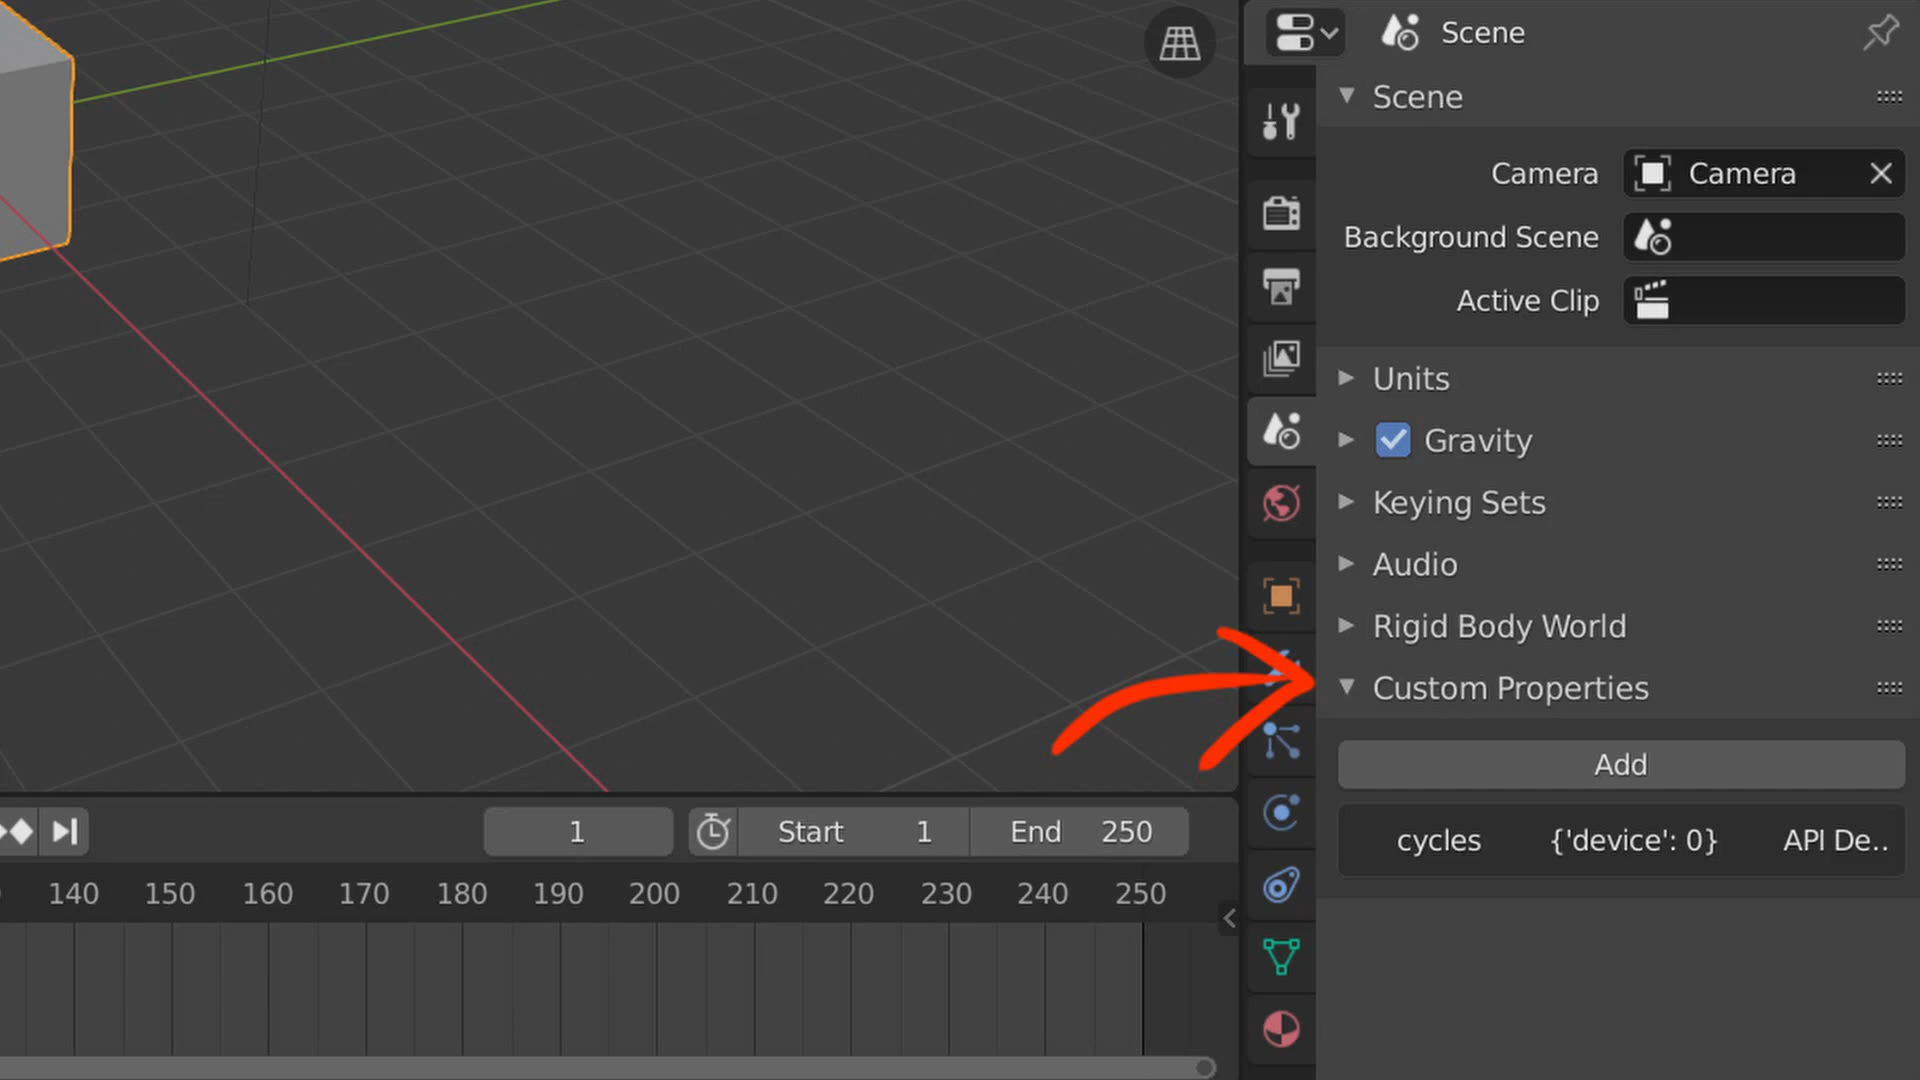 Scene
Scene
Camera Camera
Background Scene
Active Clip
Units
Gravity
Keying Sets
Audio
Rigid Body World
Custom Properties
Add
cycles {'device': 0} API De..
1 Start 1 End 250
140 150 160 170 180 190 200 210 220 230 240 250